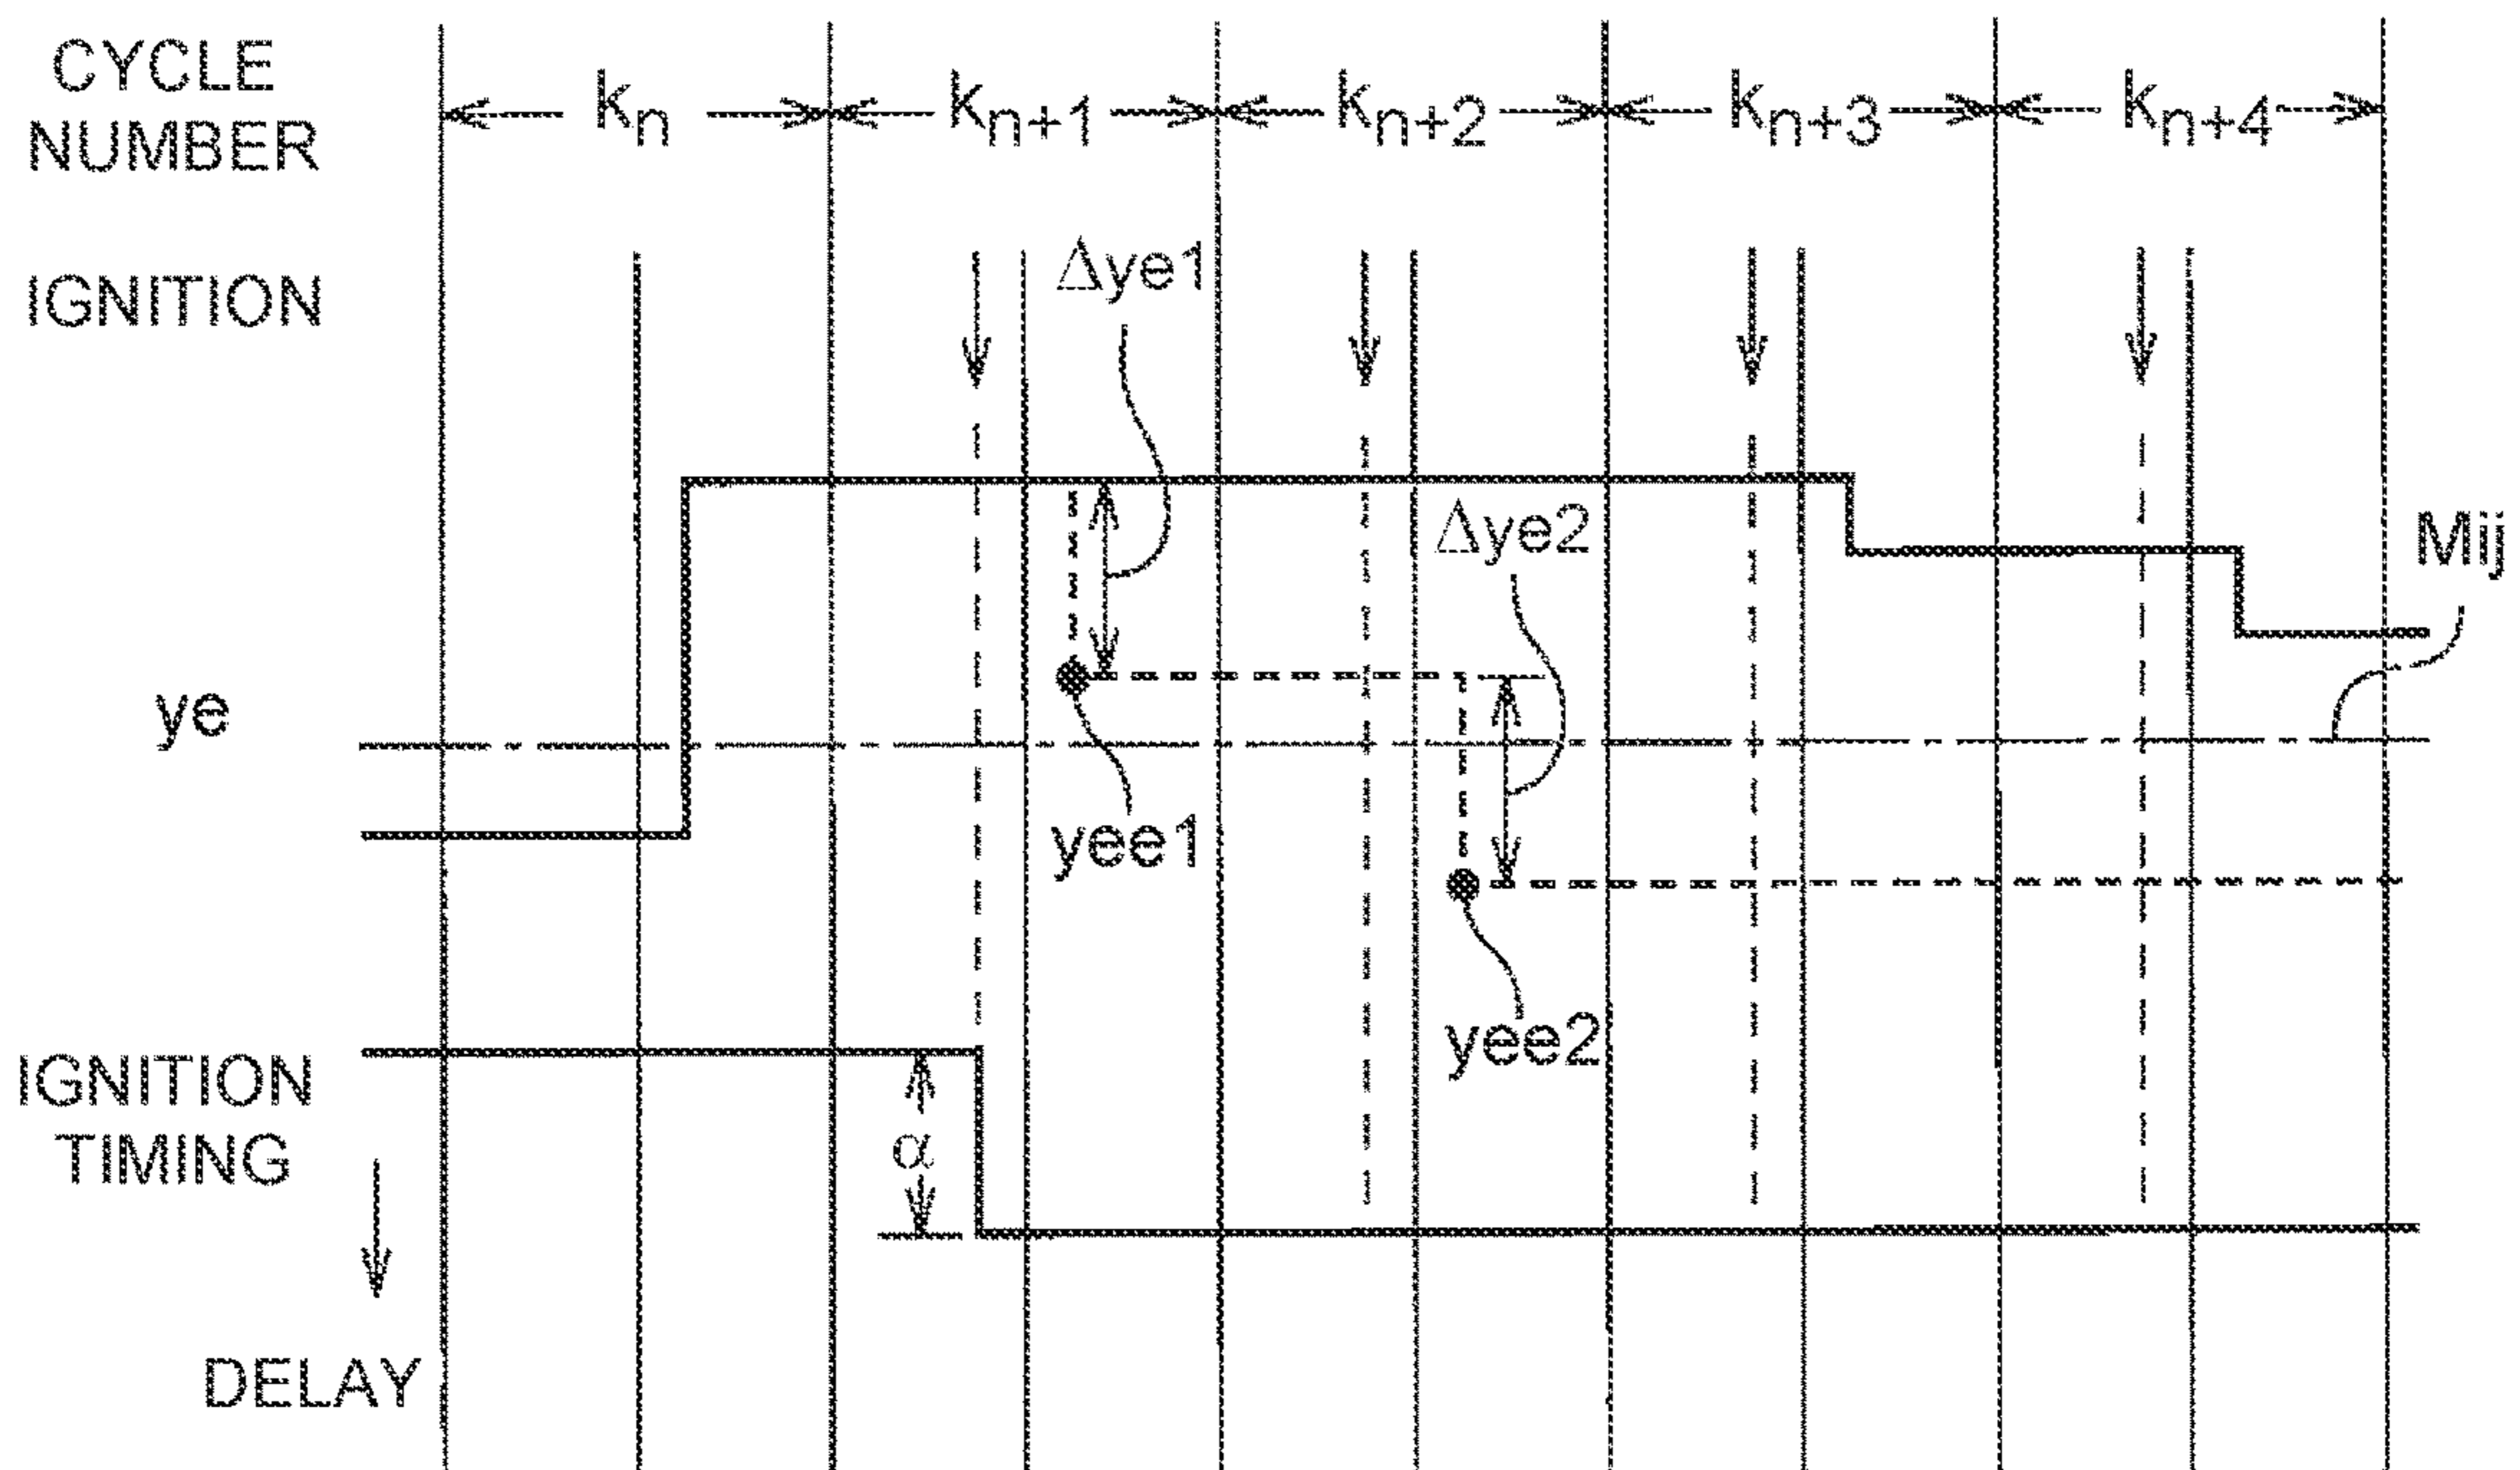 CYCLE
NUMBER
kn
kn+1
kn+2
kn+3
kn+4
IGNITION
Δye1
Δye2
Mij
ye
yee1
yee2
IGNITION
TIMING
α
DELAY